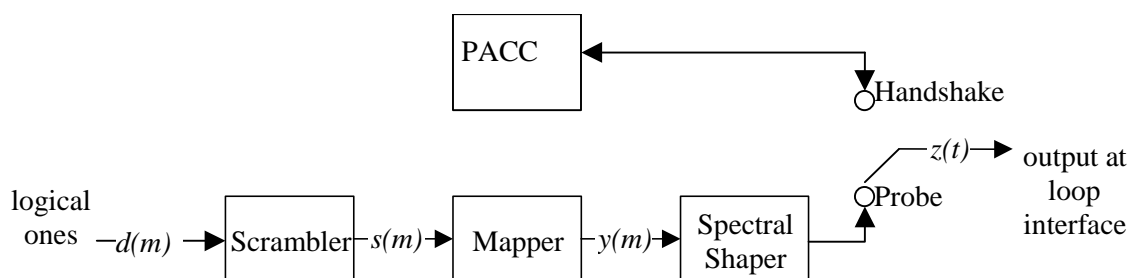 PACC
Handshake
z(t)
output at
loop
interface
Probe
logical
ones
d(m)
Scrambler
s(m)
Mapper
y(m)
Spectral
Shaper